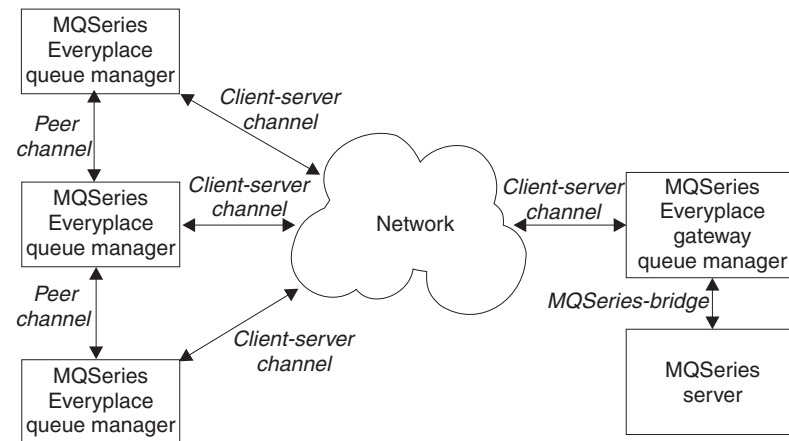 MQSeries
Everyplace
queue manager
Client-server
channel
Peer
channel
MQSeries
Everyplace
queue manager
Client-server
channel
Network
Client-server
channel
MQSeries
Everyplace
gateway
queue manager
Peer
channel
MQSeries-bridge
Client-server
channel
MQSeries
Everyplace
queue manager
MQSeries
server